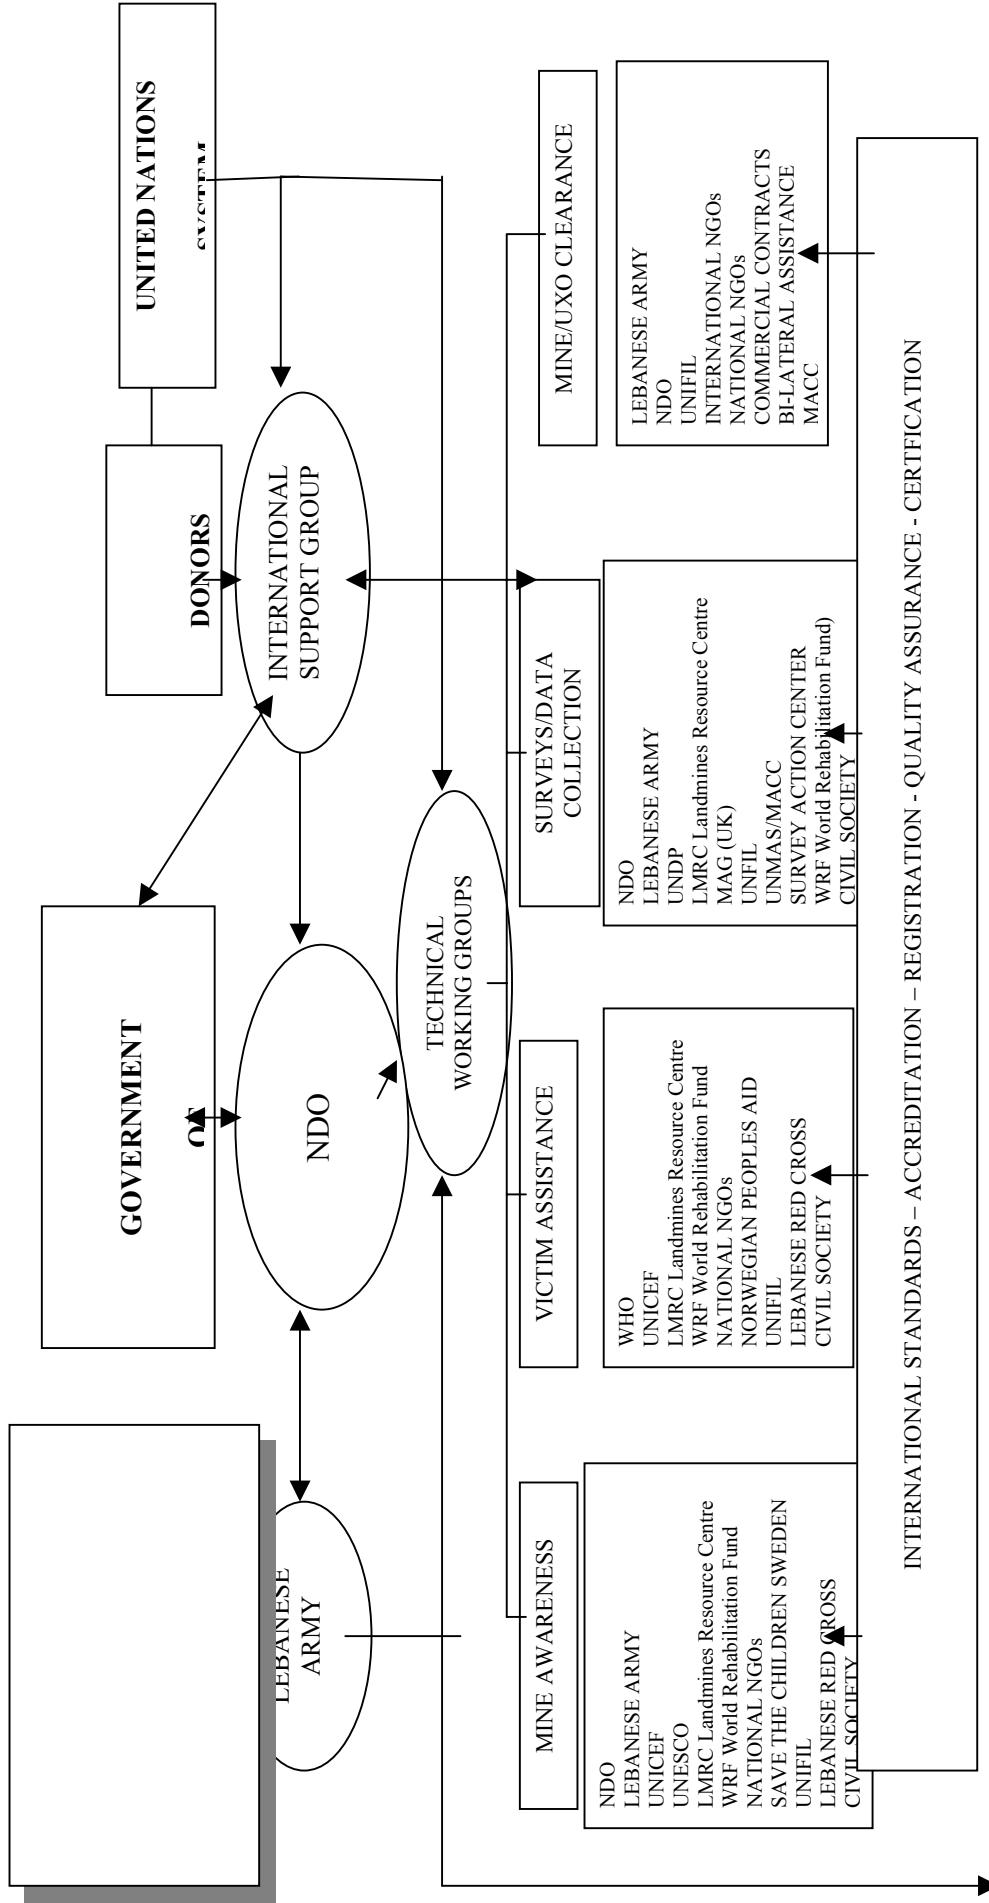 UNITED NATIONS
SYSTEM
DONORS
GOVERNMENT
OF
INTERNATIONAL
SUPPORT GROUP
NDO
LEBANESE
ARMY
TECHNICAL
WORKING GROUPS
MINE AWARENESS
VICTIM ASSISTANCE
SURVEYS/DATA
COLLECTION
MINE/UXO CLEARANCE
NDO
LEBANESE ARMY
UNICEF
UNESCO
LMRC Landmines Resource Centre
WRF World Rehabilitation Fund
NATIONAL NGOs
SAVE THE CHILDREN SWEDEN
UNIFIL
LEBANESE RED CROSS
CIVIL SOCIETY
WHO
UNICEF
LMRC Landmines Resource Centre
WRF World Rehabilitation Fund
NATIONAL NGOs
NORWEGIAN PEOPLES AID
UNIFIL
LEBANESE RED CROSS
CIVIL SOCIETY
NDO
LEBANESE ARMY
UNDP
LMRC Landmines Resource Centre
MAG (UK)
UNFIL
UNMAS/MACC
SURVEY ACTION CENTER
WRF World Rehabilitation Fund)
CIVIL SOCIETY
LEBANESE ARMY
NDO
UNIFIL
INTERNATIONAL NGOs
NATIONAL NGOs
COMMERCIAL CONTRACTS
BI-LATERAL ASSISTANCE
MACC
INTERNATIONAL STANDARDS – ACCREDITATION – REGISTRATION - QUALITY ASSURANCE - CERTFICATION